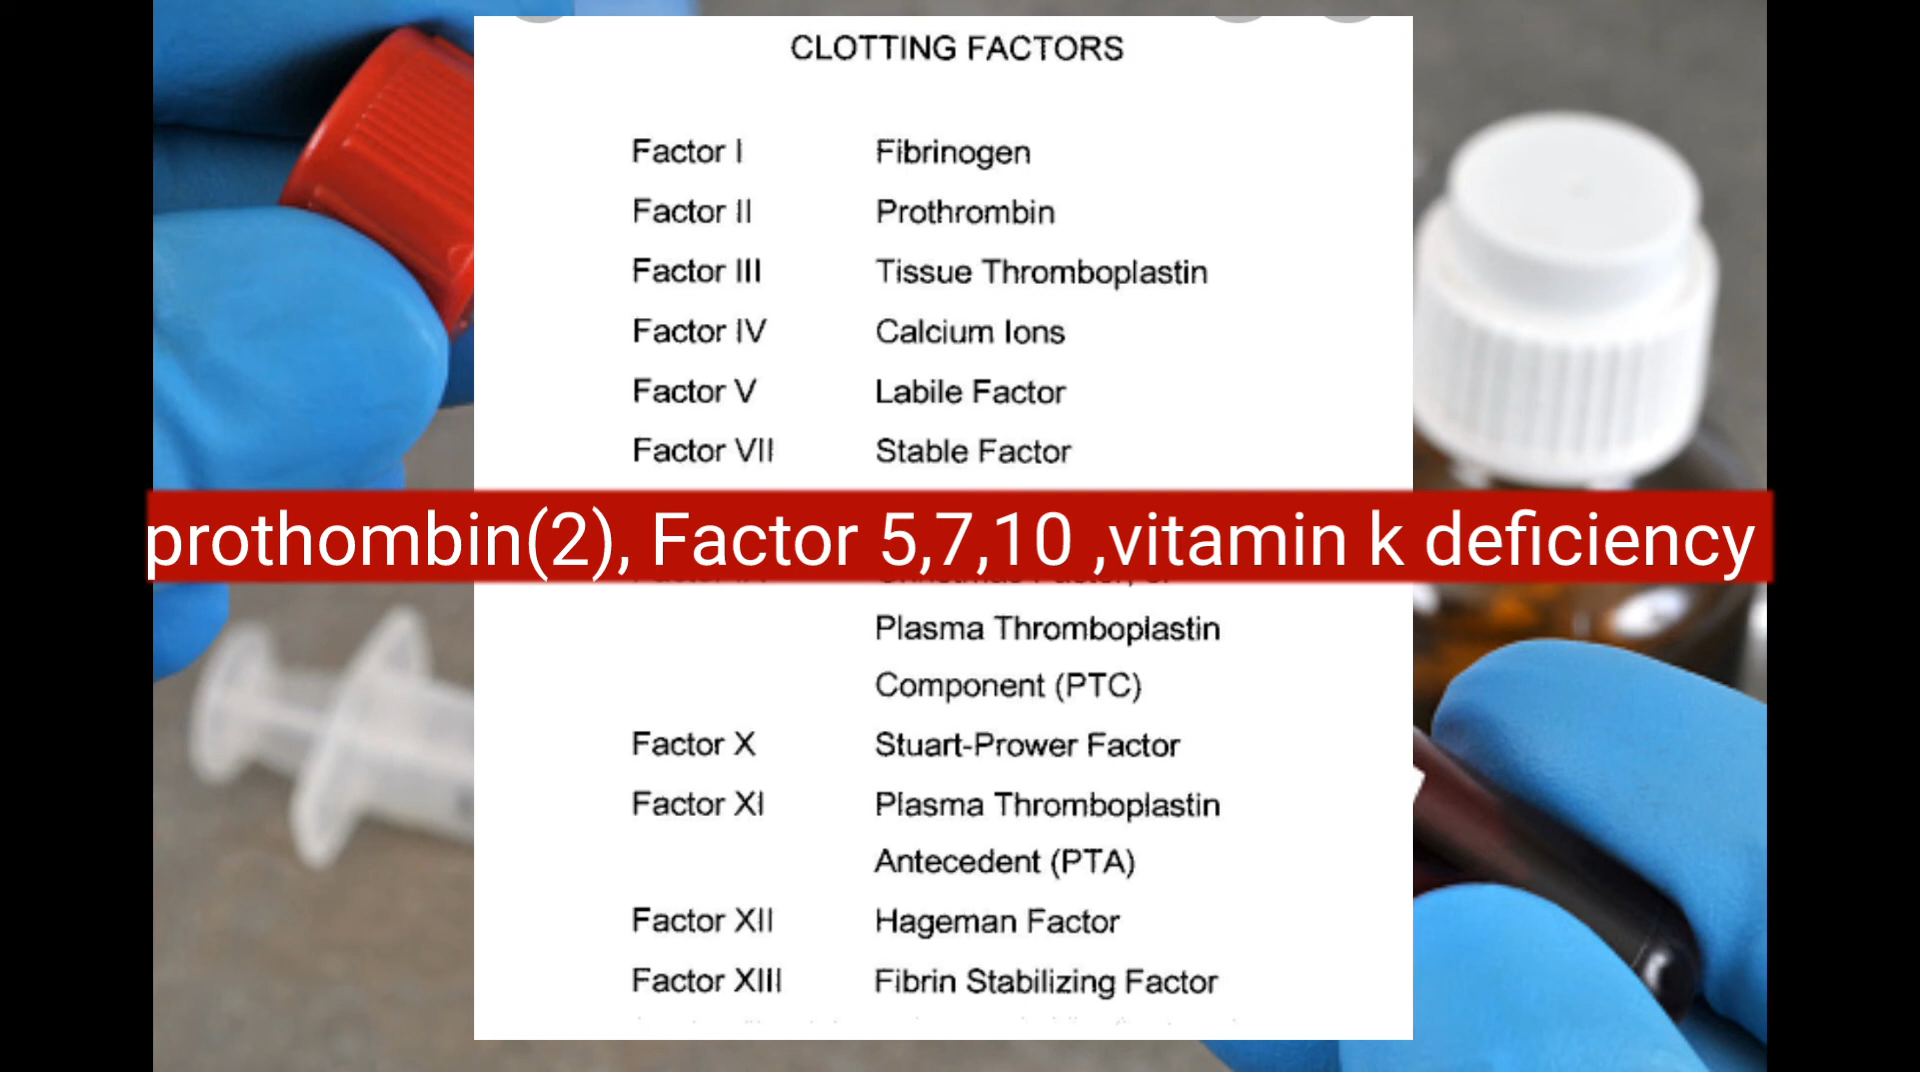 CLOTTING FACTORS
Factor I Fibrinogen
Factor II Prothrombin
Factor III Tissue Thromboplastin
Factor IV Calcium Ions
Factor V Labile Factor
Factor VII Stable Factor
prothombin(2), Factor 5,7,10 ,vitamin k deficiency
Plasma Thromboplastin
Component (PTC)
Factor X Stuart-Prower Factor
Factor XI Plasma Thromboplastin
Antecedent (PTA)
Factor XII Hageman Factor
Factor XIII Fibrin Stabilizing Factor